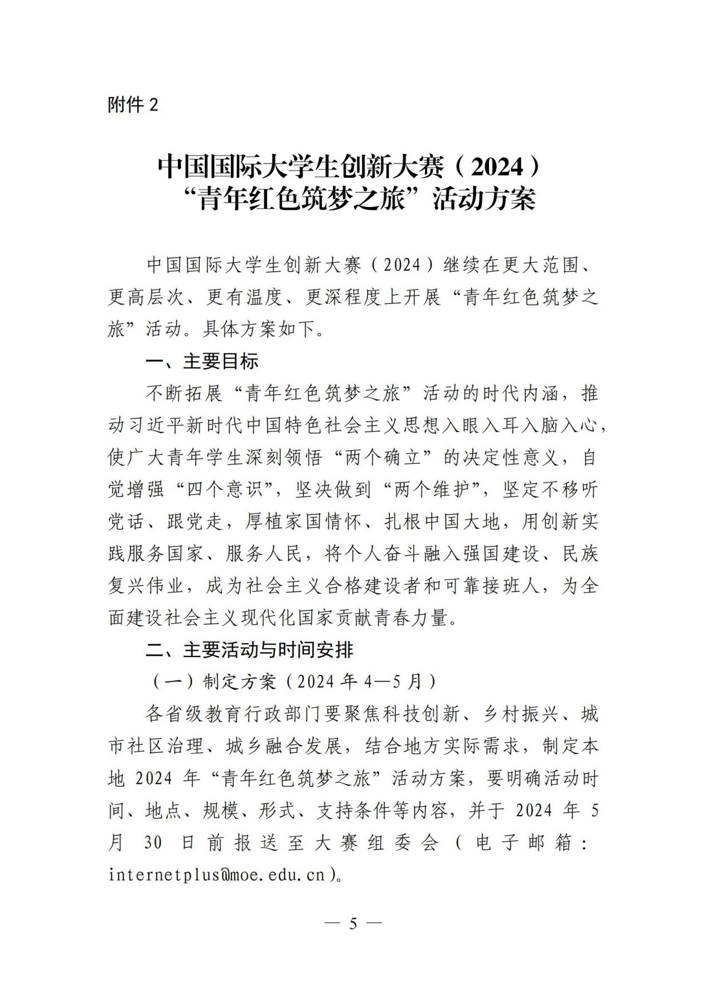 附件 2
中国国际大学生创新大赛（2024）
“青年红色筑梦之旅”活动方案
中国国际大学生创新大赛（2024）继续在更大范围、
更高层次、更有温度、更深程度上开展“青年红色筑梦之
旅”活动。具体方案如下。
一、主要目标
不断拓展“青年红色筑梦之旅”活动的时代内涵，推
动习近平新时代中国特色社会主义思想入眼入耳入脑入心，
使广大青年学生深刻领悟“两个确立”的决定性意义，自
觉增强“四个意识”，坚决做到“两个维护”，坚定不移听
党话、跟党走，厚植家国情怀、扎根中国大地，用创新实
践服务国家、服务人民，将个人奋斗融入强国建设、民族
复兴伟业，成为社会主义合格建设者和可靠接班人，为全
面建设社会主义现代化国家贡献青春力量。
二、主要活动与时间安排
（一）制定方案（2024 年 4—5 月）
各省级教育行政部门要聚焦科技创新、乡村振兴、城
市社区治理、城乡融合发展，结合地方实际需求，制定本
地 2024 年“青年红色筑梦之旅”活动方案，要明确活动时
间、地点、规模、形式、支持条件等内容，并于 2024 年 5
月 30 日前报送至大赛组委会（电子邮箱：
internetplus@moe.edu.cn）。
— 5 —